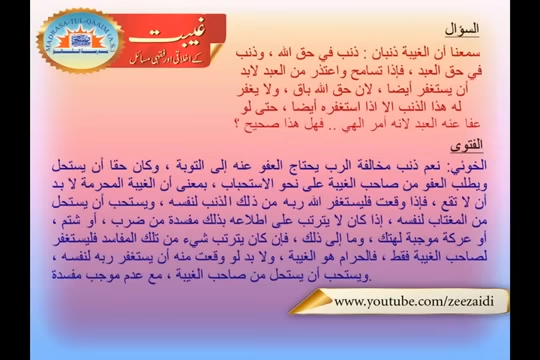 MADRASA-TUL-QAAIM (A.S)
غیبت
کے اخلاقی اور فقہی مسائل
السؤال
سمعنا أن الغيبة ذنبان : ذنب في حق الله ، وذنب
في حق العبد ، فإذا تسامح واعتذر من العبد لابد
أن يستغفر أيضا ، لان حق الله باق ، ولا يغفر
له هذا الذنب الا اذا استغفره أيضا ، حتى لو
عفا عنه العبد لانه أمر الهي .. فهل هذا صحيح ؟
الفتوى
الخوئي: نعم ذنب مخالفة الرب يحتاج العفو عنه إلى التوبة ، وكان حقا أن يستحل
ويطلب العفو من صاحب الغيبة على نحو الاستحباب ، بمعنى أن الغيبة المحرمة لا بد
أن لا تقع ، فإذا وقعت فليستغفر الله ربه من ذلك الذنب لنفسه ، ويستحب أن يستحل
من المغتاب لنفسه ، إذا كان لا يترتب على اطلاعه بذلك مفسدة من ضرب ، أو شتم ،
أو عركة موجبة لهتك ، وما إلى ذلك ، فإن كان يترتب شيء من تلك المفاسد فليستغفر
لصاحب الغيبة فقط ، فالحرام هو الغيبة ، ولا بد لو وقعت منه أن يستغفر ربه لنفسه ،
ويستحب أن يستحل من صاحب الغيبة ، مع عدم موجب مفسدة.
www.youtube.com/zeezaidi